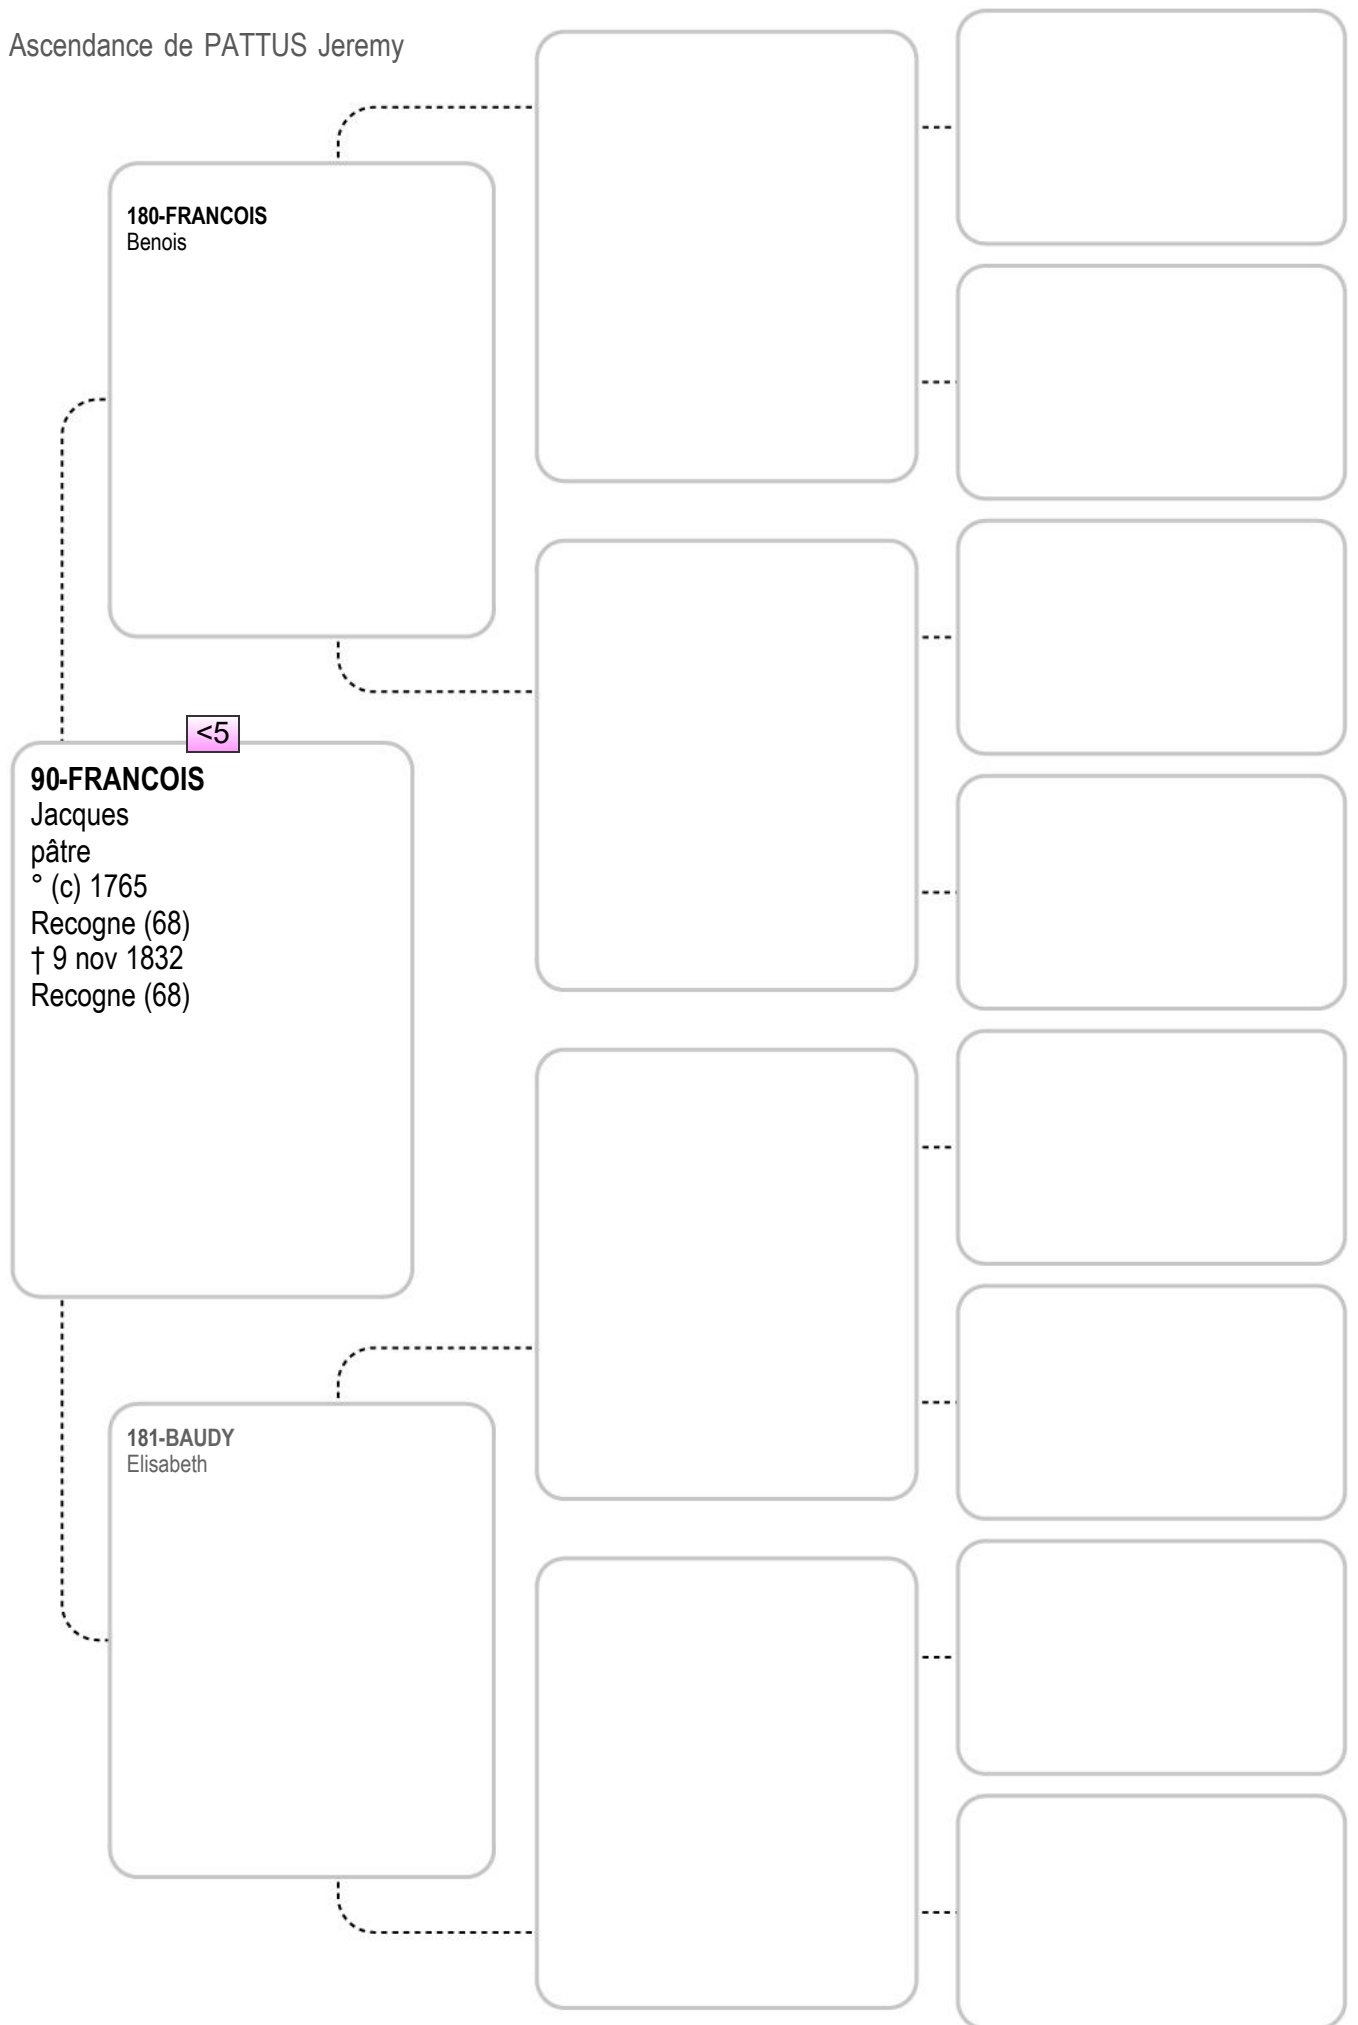 Ascendance de PATTUS Jeremy
180-FRANCOIS
Benois
<5
90-FRANCOIS
Jacques
pâtre
° (c) 1765
Recogne (68)
† 9 nov 1832
Recogne (68)
181-BAUDY
Elisabeth